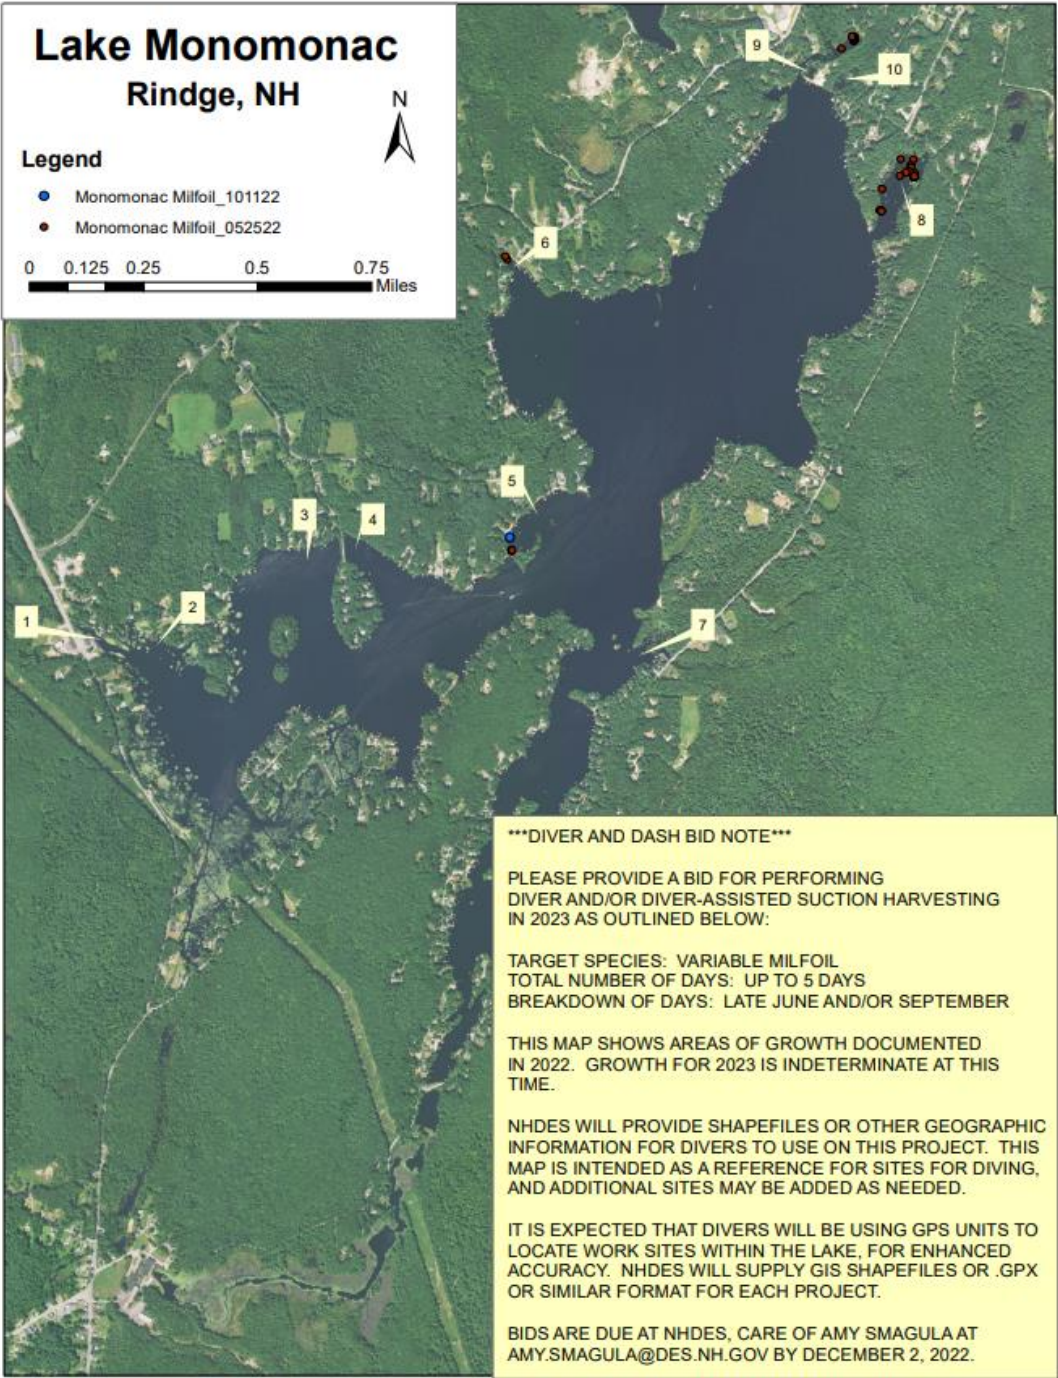 Lake Monomonac
Rindge, NH
N
Legend
Monomonac Milfoil_101122
Monomonac Milfoil_052522
0 0.125 0.25 0.5 0.75
Miles
9
10
8
6
5
3
4
2
1
7
***DIVER AND DASH BID NOTE***
PLEASE PROVIDE A BID FOR PERFORMING
DIVER AND/OR DIVER-ASSISTED SUCTION HARVESTING
IN 2023 AS OUTLINED BELOW:
TARGET SPECIES: VARIABLE MILFOIL
TOTAL NUMBER OF DAYS: UP TO 5 DAYS
BREAKDOWN OF DAYS: LATE JUNE AND/OR SEPTEMBER
THIS MAP SHOWS AREAS OF GROWTH DOCUMENTED
IN 2022. GROWTH FOR 2023 IS INDETERMINATE AT THIS
TIME.
NHDES WILL PROVIDE SHAPEFILES OR OTHER GEOGRAPHIC
INFORMATION FOR DIVERS TO USE ON THIS PROJECT. THIS
MAP IS INTENDED AS A REFERENCE FOR SITES FOR DIVING,
AND ADDITIONAL SITES MAY BE ADDED AS NEEDED.
IT IS EXPECTED THAT DIVERS WILL BE USING GPS UNITS TO
LOCATE WORK SITES WITHIN THE LAKE, FOR ENHANCED
ACCURACY. NHDES WILL SUPPLY GIS SHAPEFILES OR .GPX
OR SIMILAR FORMAT FOR EACH PROJECT.
BIDS ARE DUE AT NHDES, CARE OF AMY SMAGULA AT
AMY.SMAGULA@DES.NH.GOV BY DECEMBER 2, 2022.